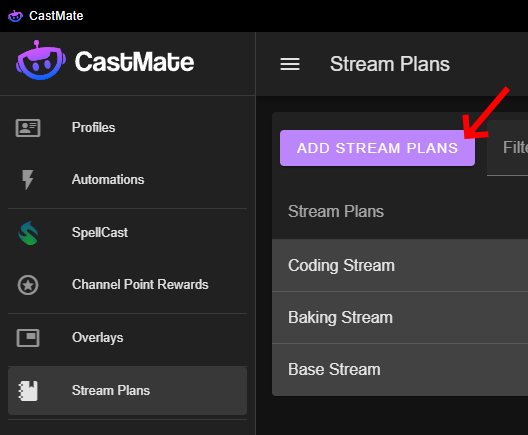 CastMate
CastMate
Stream Plans
Profiles
Automations
SpellCast
Channel Point Rewards
Overlays
Stream Plans
ADD STREAM PLANS
Filte
Stream Plans
Coding Stream
Baking Stream
Base Stream